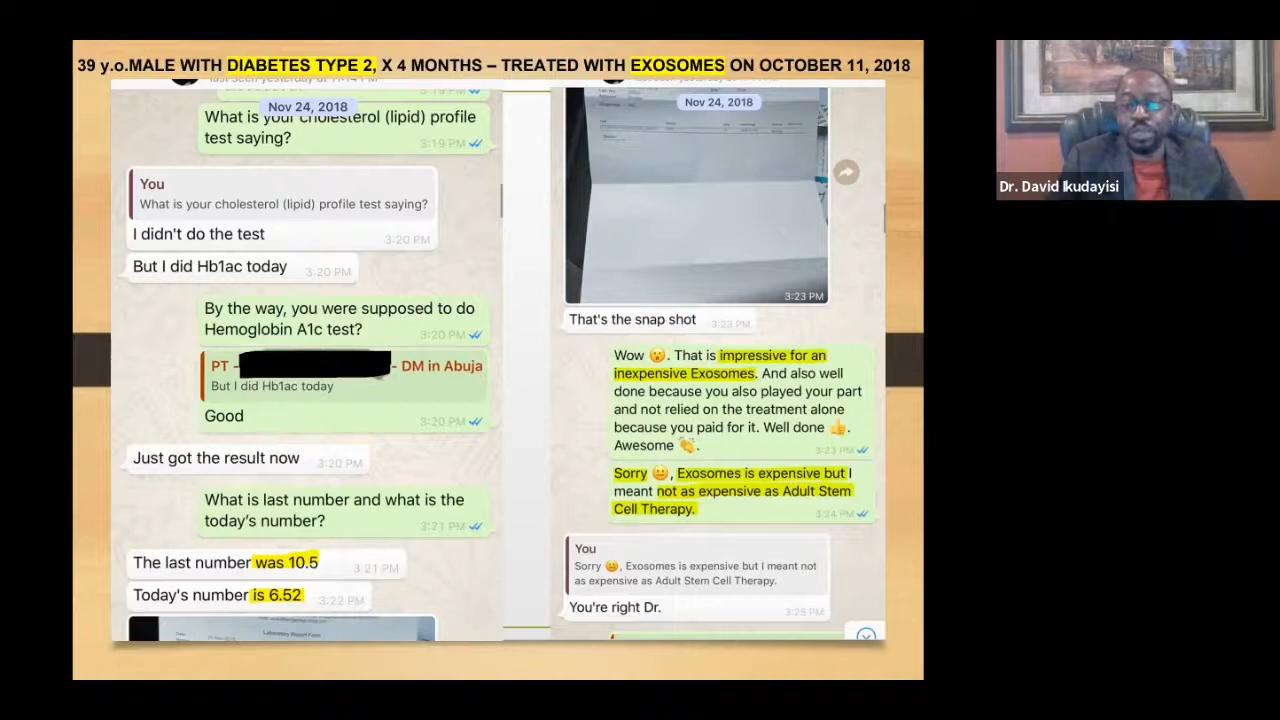 39 y.o.MALE WITH DIABETES TYPE 2, X 4 MONTHS – TREATED WITH EXOSOMES ON OCTOBER 11, 2018
Nov 24, 2018
What is your cholesterol (lipid) profile
test saying?
3:19 PM
You
What is your cholesterol (lipid) profile test saying?
I didn't do the test
3:20 PM
But I did Hb1ac today
3:20 PM
By the way, you were supposed to do
Hemoglobin A1c test?
3:20 PM
PT - - DM in Abuja
But I did Hb1ac today
Good
3:20 PM
Just got the result now
3:20 PM
What is last number and what is the
today's number?
3:21 PM
The last number was 10.5
3:21 PM
Today's number is 6.52
3:22 PM
Laboratory Report Form
Nov 24, 2018
3:23 PM
That's the snap shot
3:23 PM
Wow 😮. That is impressive for an
inexpensive Exosomes. And also well
done because you also played your part
and not relied on the treatment alone
because you paid for it. Well done 👍.
Awesome 👏.
3:23 PM
Sorry 😐, Exosomes is expensive but I
meant not as expensive as Adult Stem
Cell Therapy.
3:24 PM
You
Sorry 😐, Exosomes is expensive but I meant not
as expensive as Adult Stem Cell Therapy.
You're right Dr.
3:25 PM
Dr. David Ikudayisi